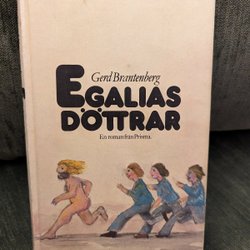 Gerd Brantenberg
EGALIAS
DÖTTRAR
En roman från Prisma.